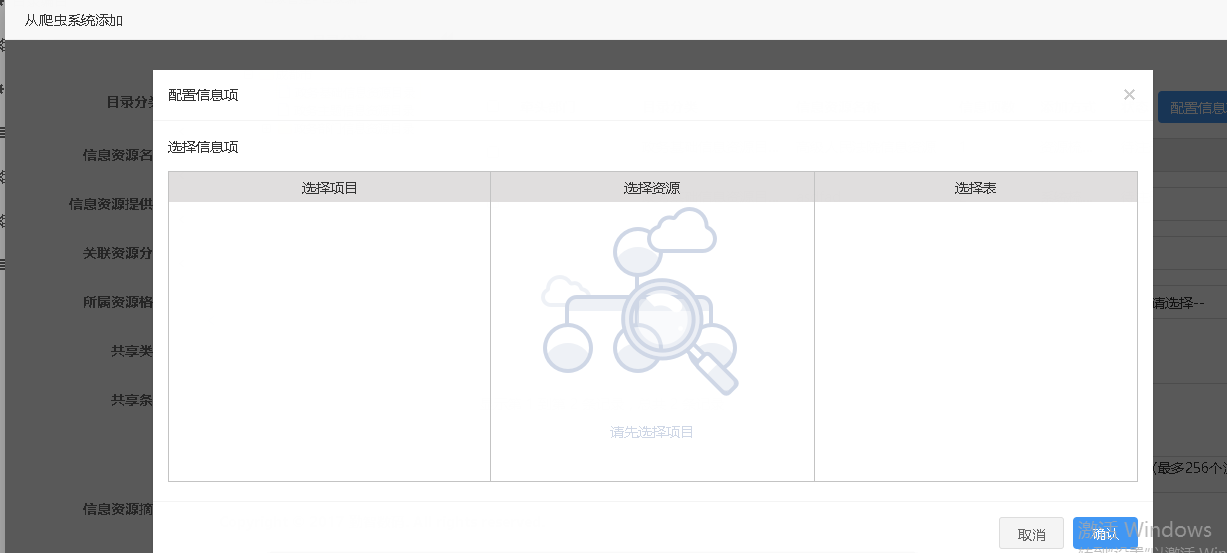 从爬虫系统添加
目录分类
配置信息项
×
配置信息
选择信息项
信息资源名
选择项目
选择资源
选择表
信息资源提供
关联资源分
所属资源格
请选择--
共享类
共享条
请先选择项目
(最多256个
信息资源摘
取消
确认
激活 Windows